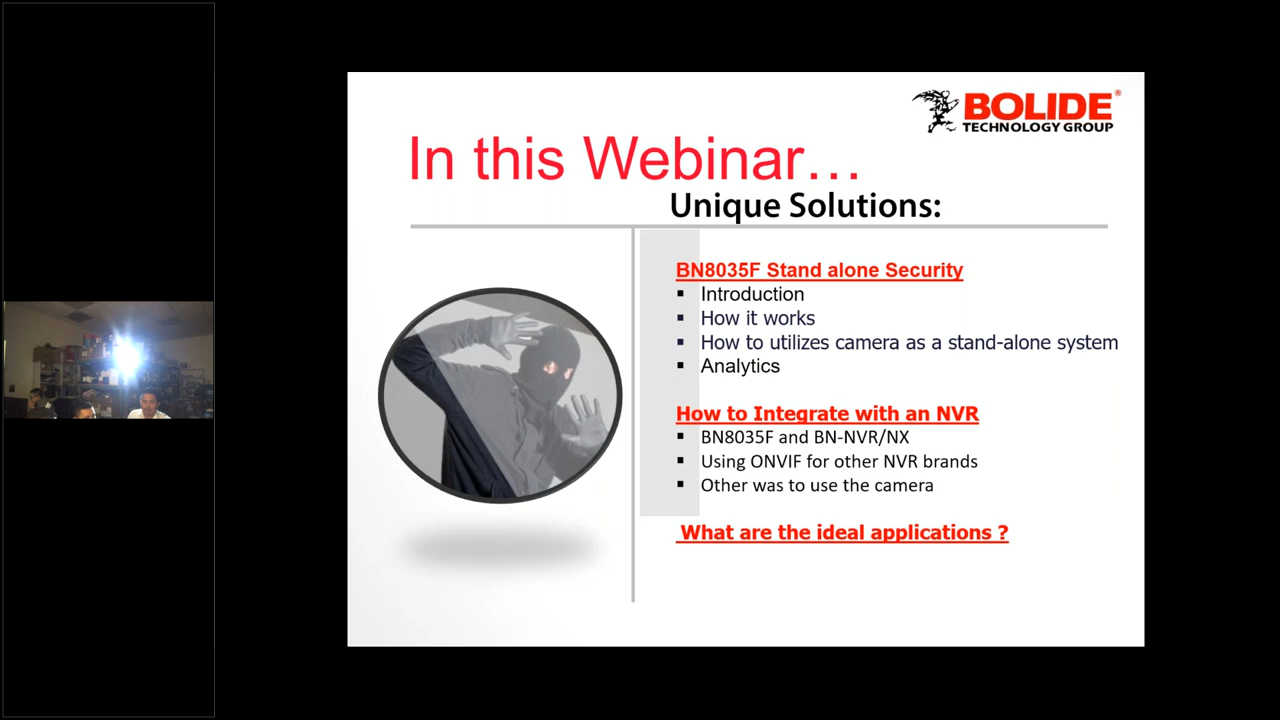 BOLIDE®
TECHNOLOGY GROUP
In this Webinar...
Unique Solutions:
BN8035F Stand alone Security
▪ Introduction
▪ How it works
▪ How to utilizes camera as a stand-alone system
▪ Analytics
How to Integrate with an NVR
▪ BN8035F and BN-NVR/NX
▪ Using ONVIF for other NVR brands
▪ Other was to use the camera
What are the ideal applications ?